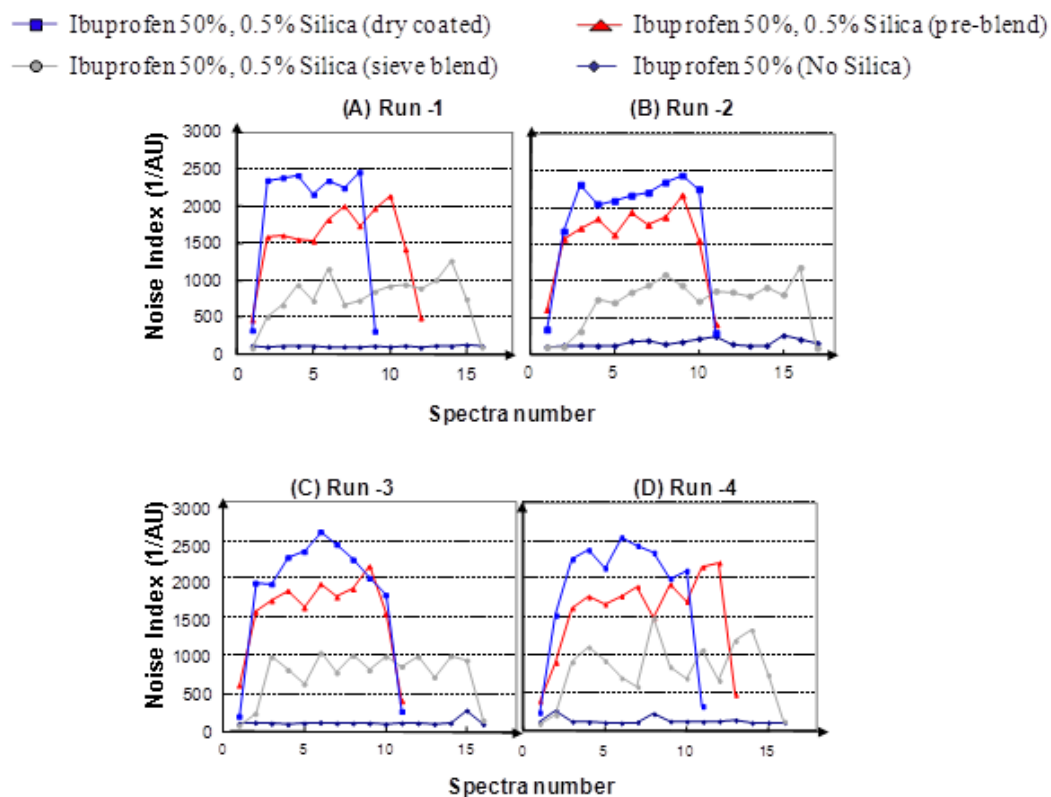 Ibuprofen 50%, 0.5% Silica (dry coated)
Ibuprofen 50%, 0.5% Silica (pre-blend)
Ibuprofen 50%, 0.5% Silica (sieve blend)
Ibuprofen 50% (No Silica)
(A) Run -1
(B) Run -2
Noise Index (1/AU)
3000
2500
2000
1500
1000
500
0
0 5 10 15
0 5 10 15
Spectra number
(C) Run -3
(D) Run -4
Noise Index (1/AU)
3000
2500
2000
1500
1000
500
0
0 5 10 15
0 5 10 15
Spectra number